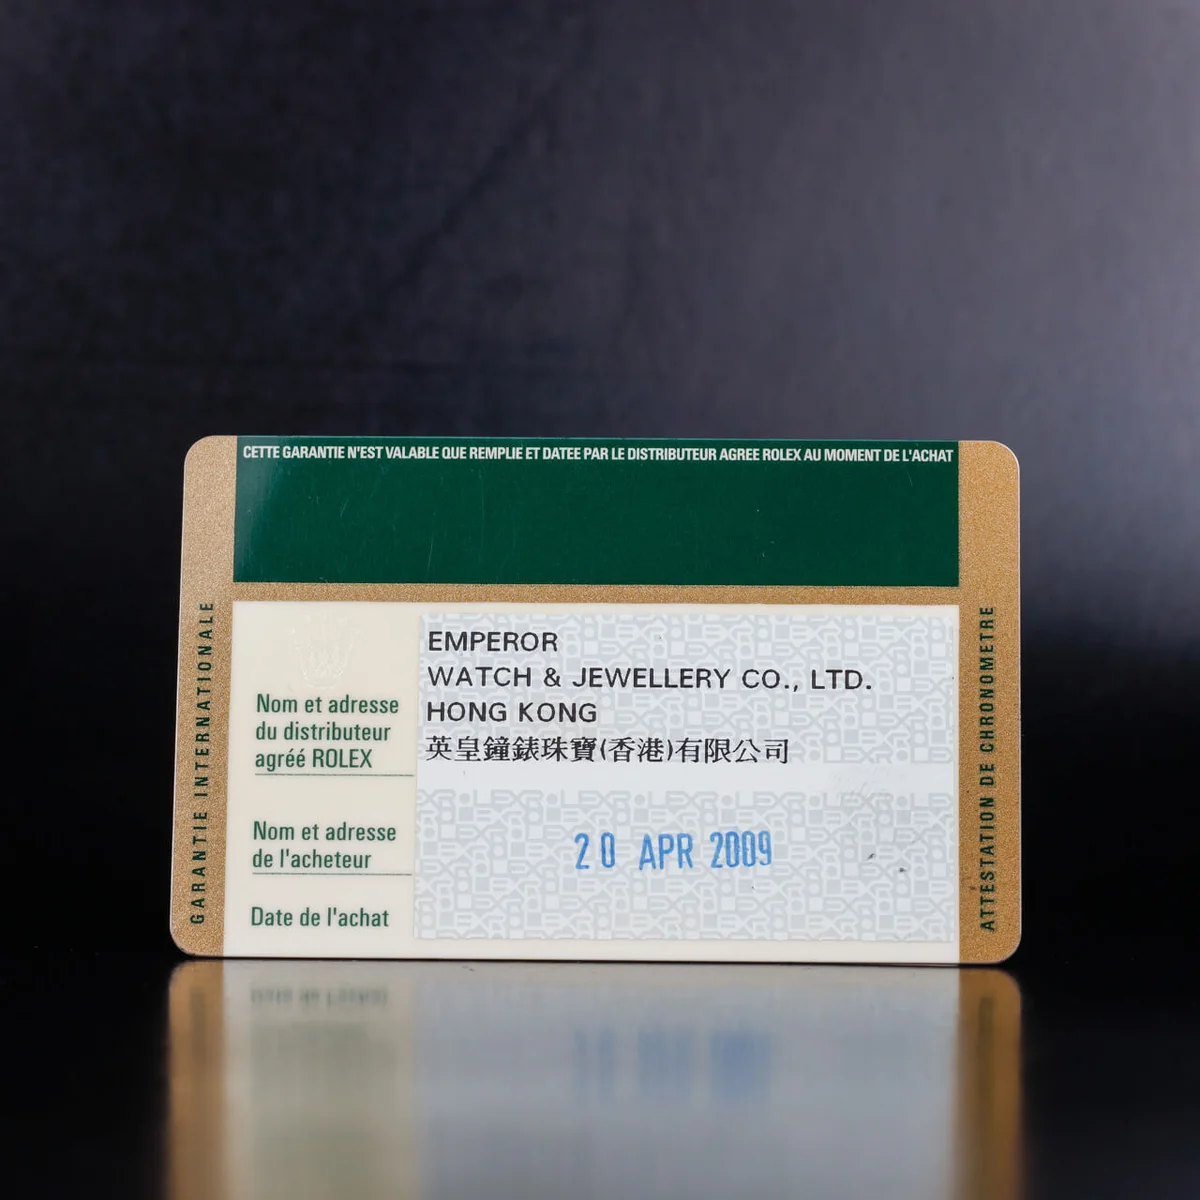 CETTE GARANTIE N'EST VALABLE QUE REMPLIE ET DATEE PAR LE DISTRIBUTEUR AGREE ROLEX AU MOMENT DE L'ACHAT
GARANTIE INTERNATIONALE
Nom et adresse
du distributeur
agréé ROLEX
EMPEROR
WATCH & JEWELLERY CO., LTD.
HONG KONG
英皇鐘錶珠寶(香港)有限公司
Nom et adresse
de l'acheteur
20 APR 2009
Date de l'achat
ATTESTATION DE CHRONOMETRE